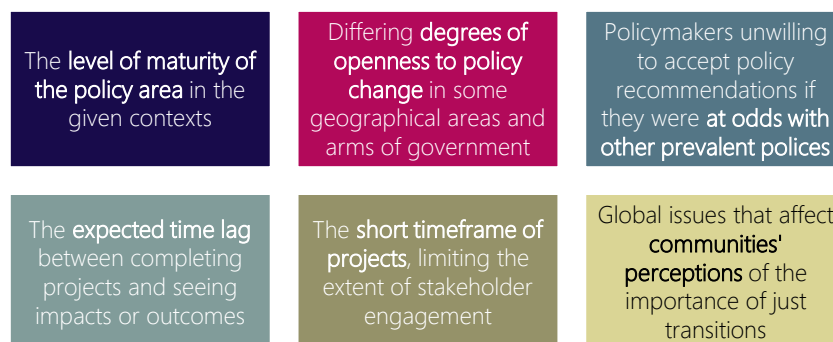 The level of maturity of
the policy area in the
given contexts
Differing degrees of
openness to policy
change in some
geographical areas and
arms of government
Policymakers unwilling
to accept policy
recommendations if
they were at odds with
other prevalent polices
The expected time lag
between completing
projects and seeing
impacts or outcomes
The short timeframe of
projects, limiting the
extent of stakeholder
engagement
Global issues that affect
communities'
perceptions of the
importance of just
transitions